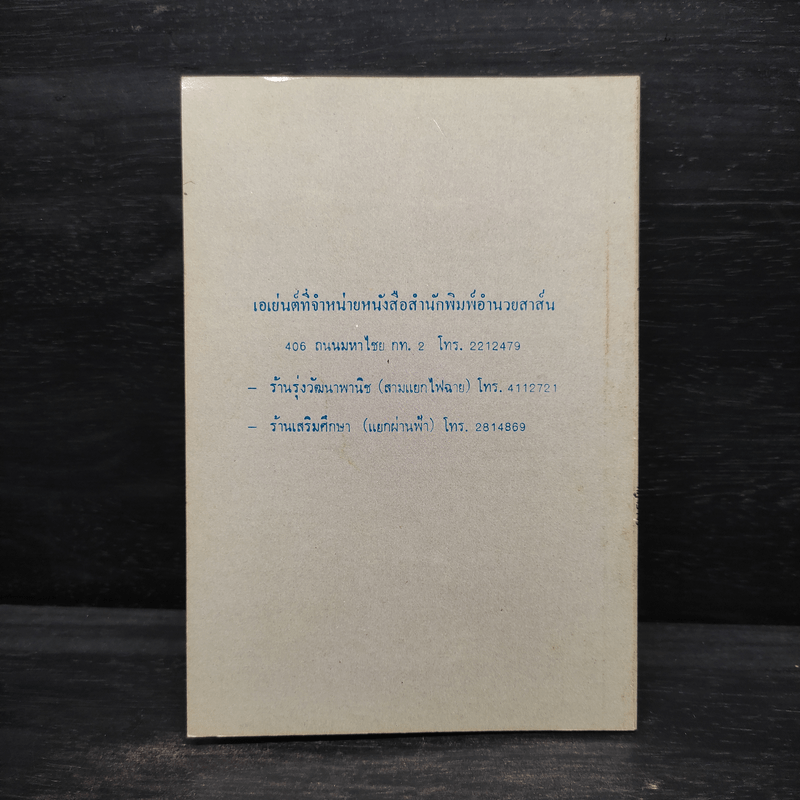 เอเย่นต์ที่จำหน่ายหนังสือสำนักพิมพ์อำนวยสาส์น
406 ถนนมหาไชย กท. 2 โทร. 2212479
– ร้านรุ่งวัฒนาพานิช (สามแยกไฟฉาย) โทร. 4112721
– ร้านเสริมศึกษา (แยกผ่านฟ้า) โทร. 2814869